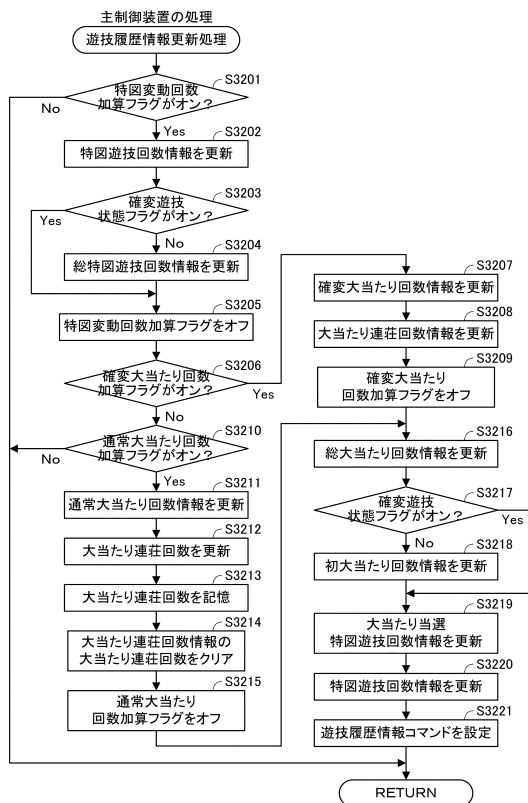 主制御装置の処理
遊技履歴情報更新処理
S3201
特図変動回数
加算フラグがオン？
No
Yes
S3202
特図遊技回数情報を更新
S3203
確変遊技
状態フラグがオン？
Yes
No
S3204
総特図遊技回数情報を更新
S3205
特図変動回数加算フラグをオフ
S3206
確変大当たり回数
加算フラグがオン？
Yes
No
S3207
確変大当たり回数情報を更新
S3208
大当たり連荘回数情報を更新
S3209
確変大当たり
回数加算フラグをオフ
S3210
通常大当たり回数
加算フラグがオン？
No
Yes
S3211
通常大当たり回数情報を更新
S3212
大当たり連荘回数を更新
S3213
大当たり連荘回数を記憶
S3214
大当たり連荘回数情報の
大当たり連荘回数をクリア
S3215
通常大当たり
回数加算フラグをオフ
S3216
総大当たり回数情報を更新
S3217
確変遊技
状態フラグがオン？
Yes
No
S3218
初大当たり回数情報を更新
S3219
大当たり当選
特図遊技回数情報を更新
S3220
特図遊技回数情報を更新
S3221
遊技履歴情報コマンドを設定
RETURN